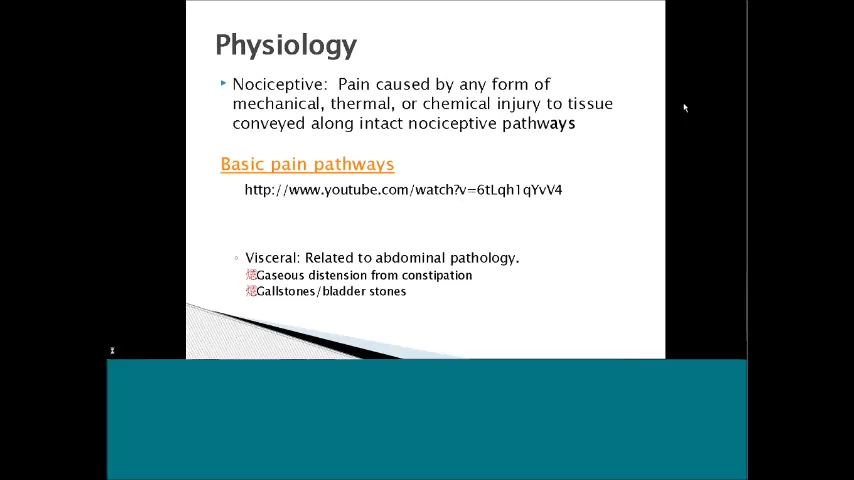 Physiology
Nociceptive: Pain caused by any form of
mechanical, thermal, or chemical injury to tissue
conveyed along intact nociceptive pathways
Basic pain pathways
http://www.youtube.com/watch?v=6tLqh1qYvV4
Visceral: Related to abdominal pathology.
Gaseous distension from constipation
Gallstones/bladder stones